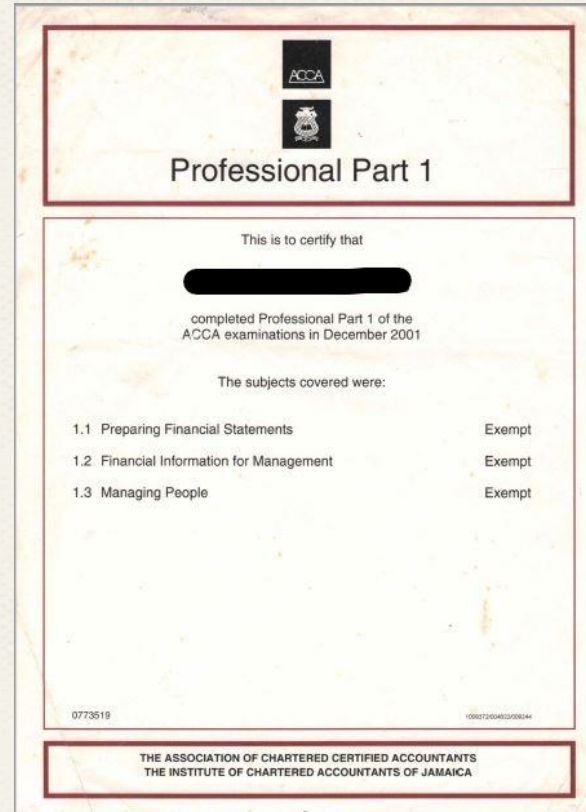 ACCA
Professional Part 1
This is to certify that
completed Professional Part 1 of the
ACCA examinations in December 2001
The subjects covered were:
1.1 Preparing Financial Statements Exempt
1.2 Financial Information for Management Exempt
1.3 Managing People Exempt
0773519
THE ASSOCIATION OF CHARTERED CERTIFIED ACCOUNTANTS
THE INSTITUTE OF CHARTERED ACCOUNTANTS OF JAMAICA